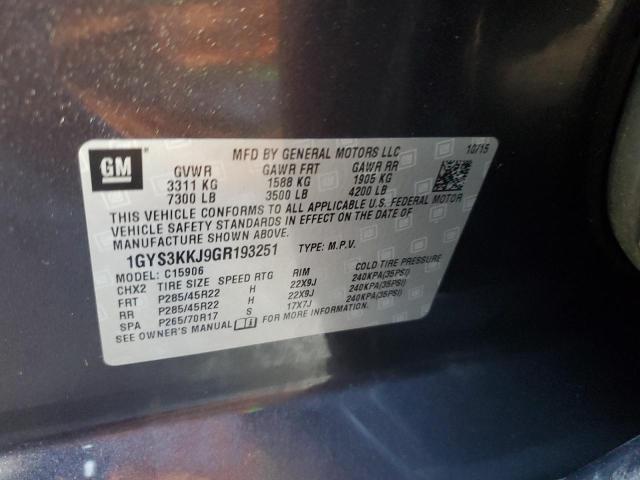 GM
MFD BY GENERAL MOTORS LLC 10/15
GVWR GAWR FRT GAWR RR
3311 KG 1588 KG 1905 KG
7300 LB 3500 LB 4200 LB
THIS VEHICLE CONFORMS TO ALL APPLICABLE U.S. FEDERAL MOTOR
VEHICLE SAFETY STANDARDS IN EFFECT ON THE DATE OF
MANUFACTURE SHOWN ABOVE.
1GYS3KKJ9GR193251 TYPE: M.P.V.
MODEL: C15906
CHX2 TIRE SIZE SPEED RTG RIM COLD TIRE PRESSURE
FRT P285/45R22 H 22X9J 240KPA(35PSI)
RR P285/45R22 H 22X9J 240KPA(35PSI)
SPA P265/70R17 S 17X7J 240KPA(35PSI)
SEE OWNER'S MANUAL FOR MORE INFORMATION.